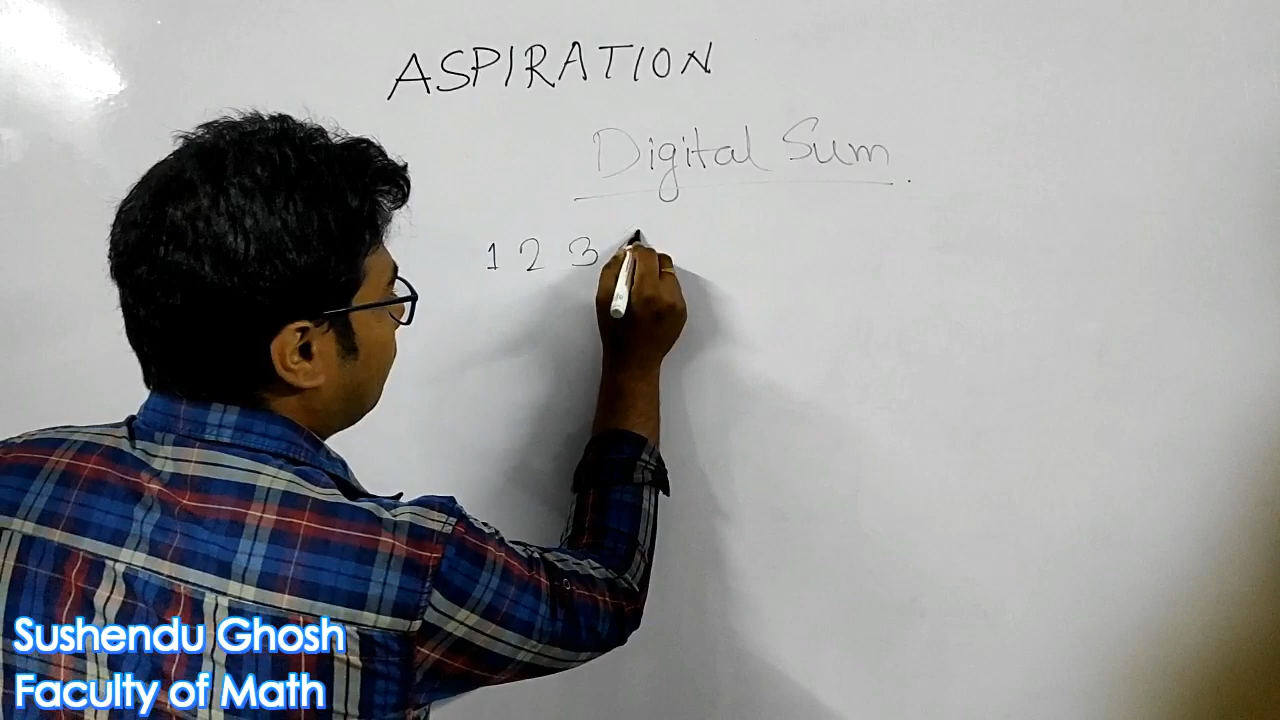 ASPIRATION
Digital Sum.
1 2 3
Sushendu Ghosh
Faculty of Math